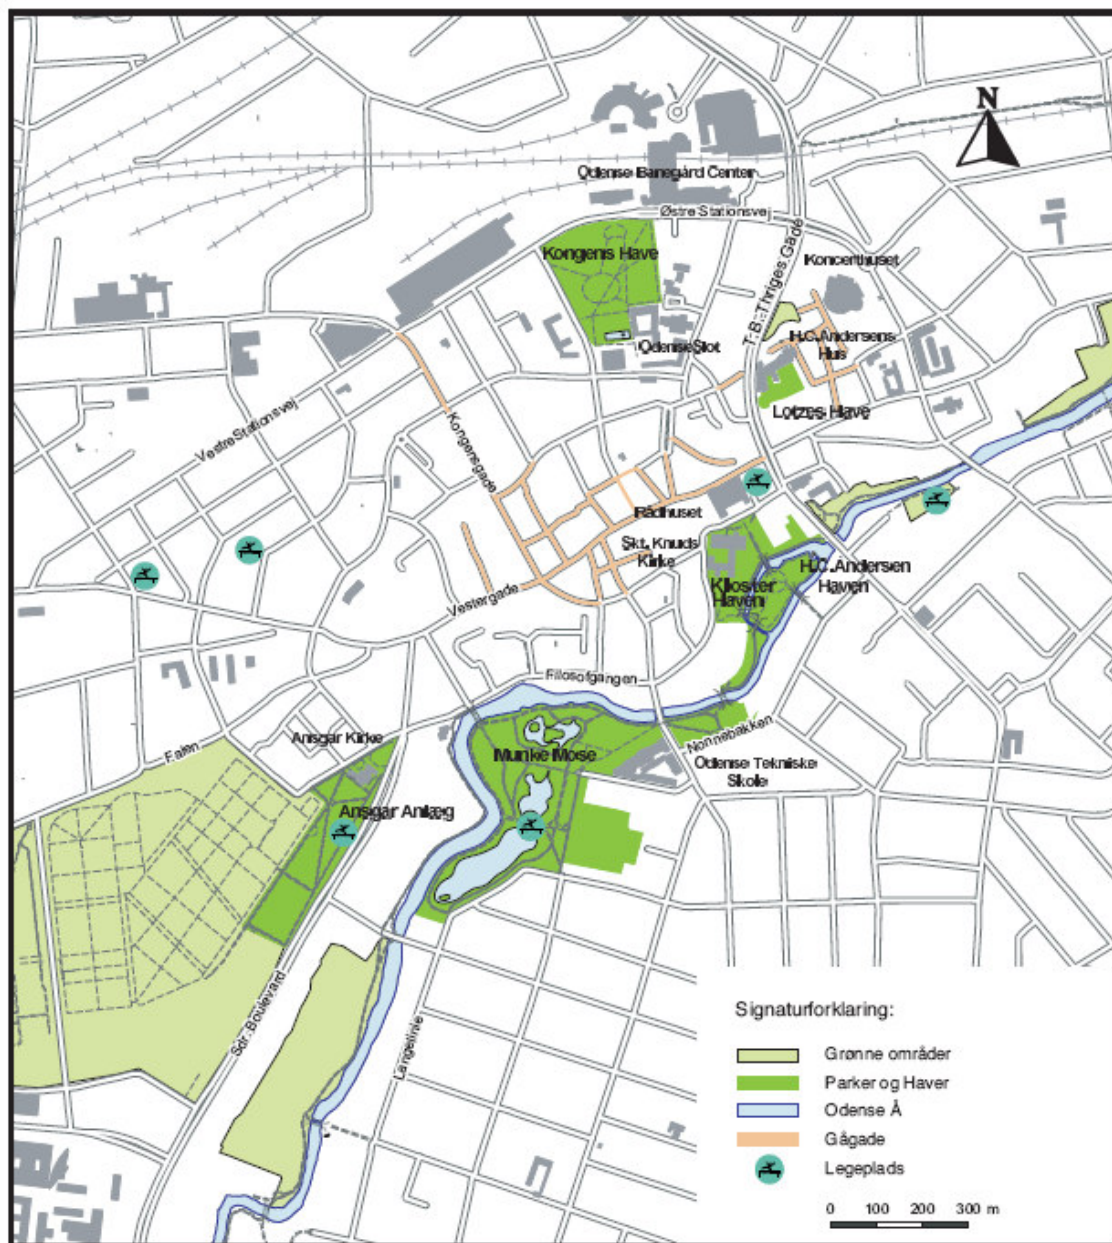 N
Odense Banegård Center
Østre Stationsvej
Kongens Have
T. B. Thriges Gade
Koncerthuset
Odense Slot
H.C. Andersens
Hus
Lotzes Have
Vestre Stationsvej
Kongensgade
Rådhuset
Skt. Knuds
Kirke
H.C. Andersen
Haven
Kloster
Haven
Vestergade
Filosofgangen
Ansgar Kirke
Falen
Munke Mose
Nonnebakken
Odense Tekniske
Skole
Ansgar Anlæg
Sdr. Boulevard
Langelinie
Signaturforklaring:
Grønne områder
Parker og Haver
Odense Å
Gågade
Legeplads
0 100 200 300 m